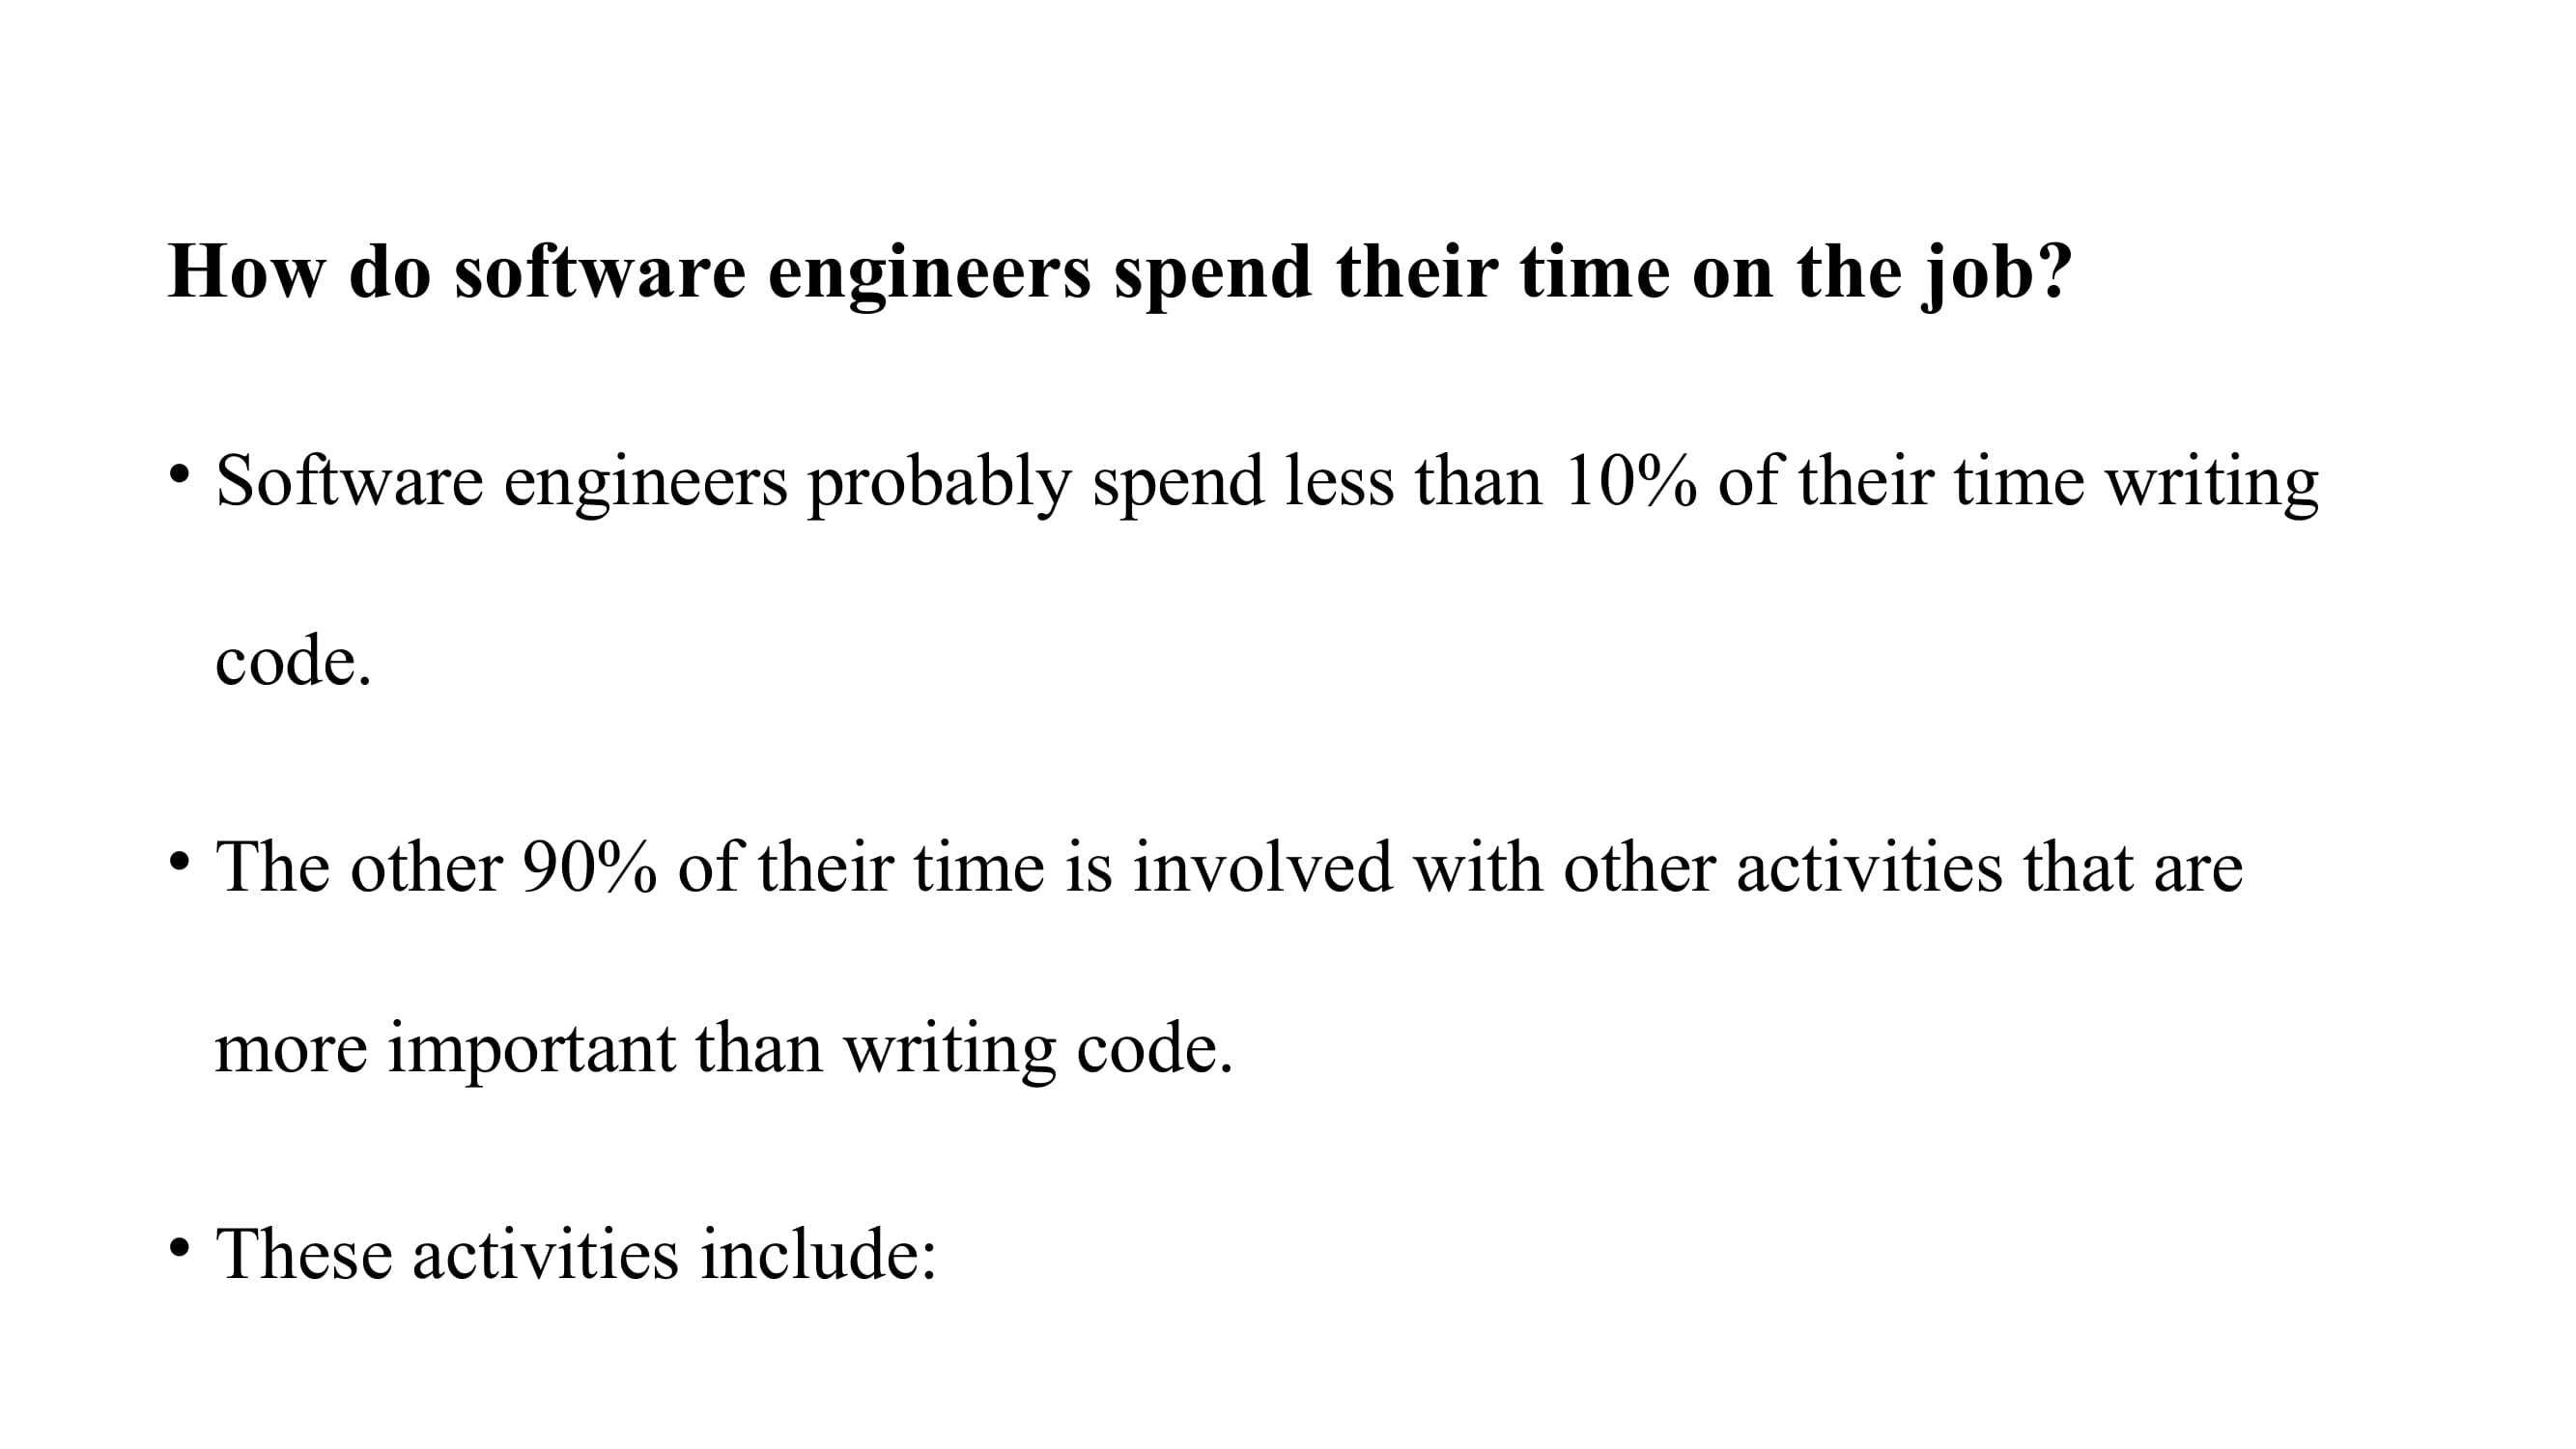 How do software engineers spend their time on the job?
• Software engineers probably spend less than 10% of their time writing
code.
• The other 90% of their time is involved with other activities that are
more important than writing code.
• These activities include: